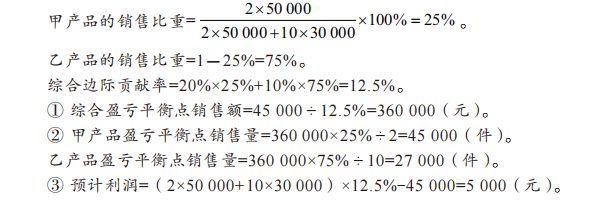 甲产品的销售比重=2×50 000/(2×50 000+10×30 000)×100%=25%。
乙产品的销售比重=1—25%=75%。
综合边际贡献率=20%×25%+10%×75%=12.5%。
① 综合盈亏平衡点销售额=45 000÷12.5%=360 000（元）。
② 甲产品盈亏平衡点销售量=360 000×25%÷2=45 000（件）。
乙产品盈亏平衡点销售量=360 000×75%÷10=27 000（件）。
③ 预计利润=（2×50 000+10×30 000）×12.5%-45 000=5 000（元）。